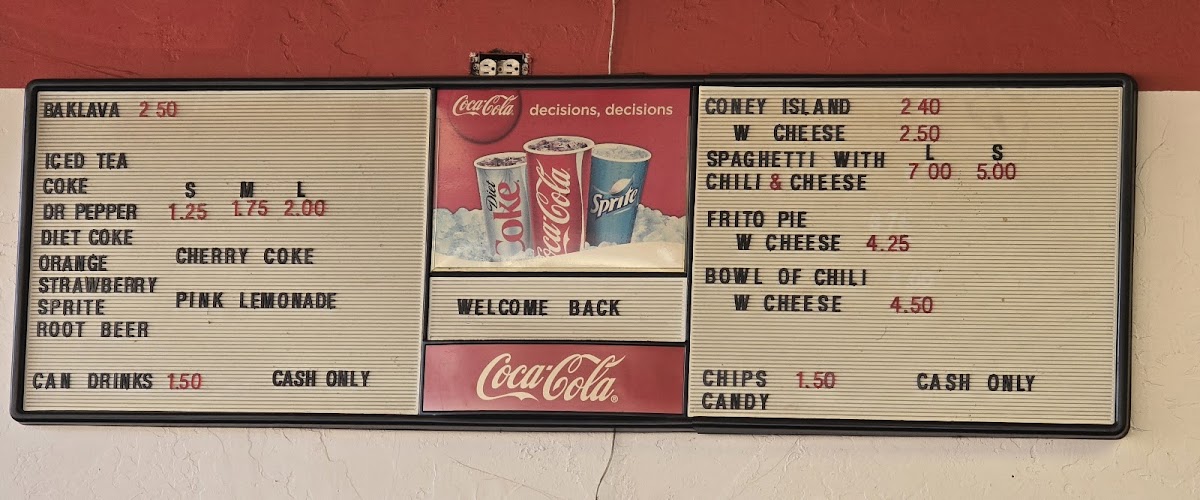 BAKLAVA 2 50
ICED TEA
COKE
S M L
DR PEPPER 1.25 1.75 2.00
DIET COKE
ORANGE
CHERRY COKE
STRAWBERRY
SPRITE
PINK LEMONADE
ROOT BEER
CAN DRINKS 1.50
CASH ONLY
Coca-Cola decisions, decisions
Diet Coke
Coca-Cola
Sprite
WELCOME BACK
Coca-Cola®
CONEY ISLAND 2 40
W CHEESE 2.50
L S
SPAGHETTI WITH 7 00 5.00
CHILI & CHEESE
FRITO PIE
W CHEESE 4.25
BOWL OF CHILI
W CHEESE 4.50
CHIPS 1.50
CASH ONLY
CANDY